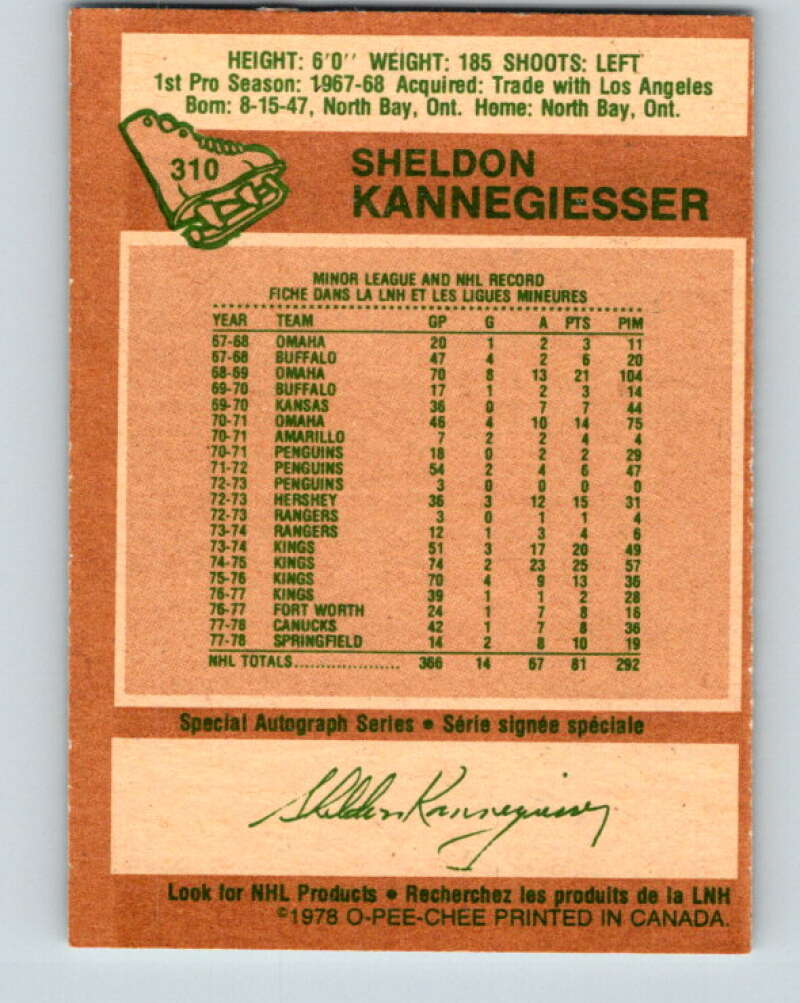 HEIGHT: 6'0'' WEIGHT: 185 SHOOTS: LEFT
1st Pro Season: 1967-68 Acquired: Trade with Los Angeles
Born: 8-15-47, North Bay, Ont. Home: North Bay, Ont.
310
SHELDON
KANNEGIESSER
MINOR LEAGUE AND NHL RECORD
FICHE DANS LA LNH ET LES LIGUES MINEURES
YEAR TEAM GP G A PTS PIM
67-68 OMAHA 20 1 2 3 11
67-68 BUFFALO 47 4 2 6 20
68-69 OMAHA 70 8 13 21 104
69-70 BUFFALO 17 1 2 3 14
69-70 KANSAS 36 0 7 7 44
70-71 OMAHA 46 4 10 14 75
70-71 AMARILLO 7 2 2 4 4
70-71 PENGUINS 18 0 2 2 29
71-72 PENGUINS 54 2 4 6 47
72-73 PENGUINS 3 0 0 0 0
72-73 HERSHEY 36 3 12 15 31
72-73 RANGERS 3 0 1 1 4
73-74 RANGERS 12 1 3 4 6
73-74 KINGS 51 3 17 20 49
74-75 KINGS 74 2 23 25 57
75-76 KINGS 70 4 9 13 36
76-77 KINGS 39 1 1 2 28
76-77 FORT WORTH 24 1 7 8 16
77-78 CANUCKS 42 1 7 8 36
77-78 SPRINGFIELD 14 2 8 10 19
NHL TOTALS.................... 366 14 67 81 292
Special Autograph Series • Série signée spéciale
Sheldon Kannegiesser
Look for NHL Products • Recherchez les produits de la LNH
©1978 O-PEE-CHEE PRINTED IN CANADA.